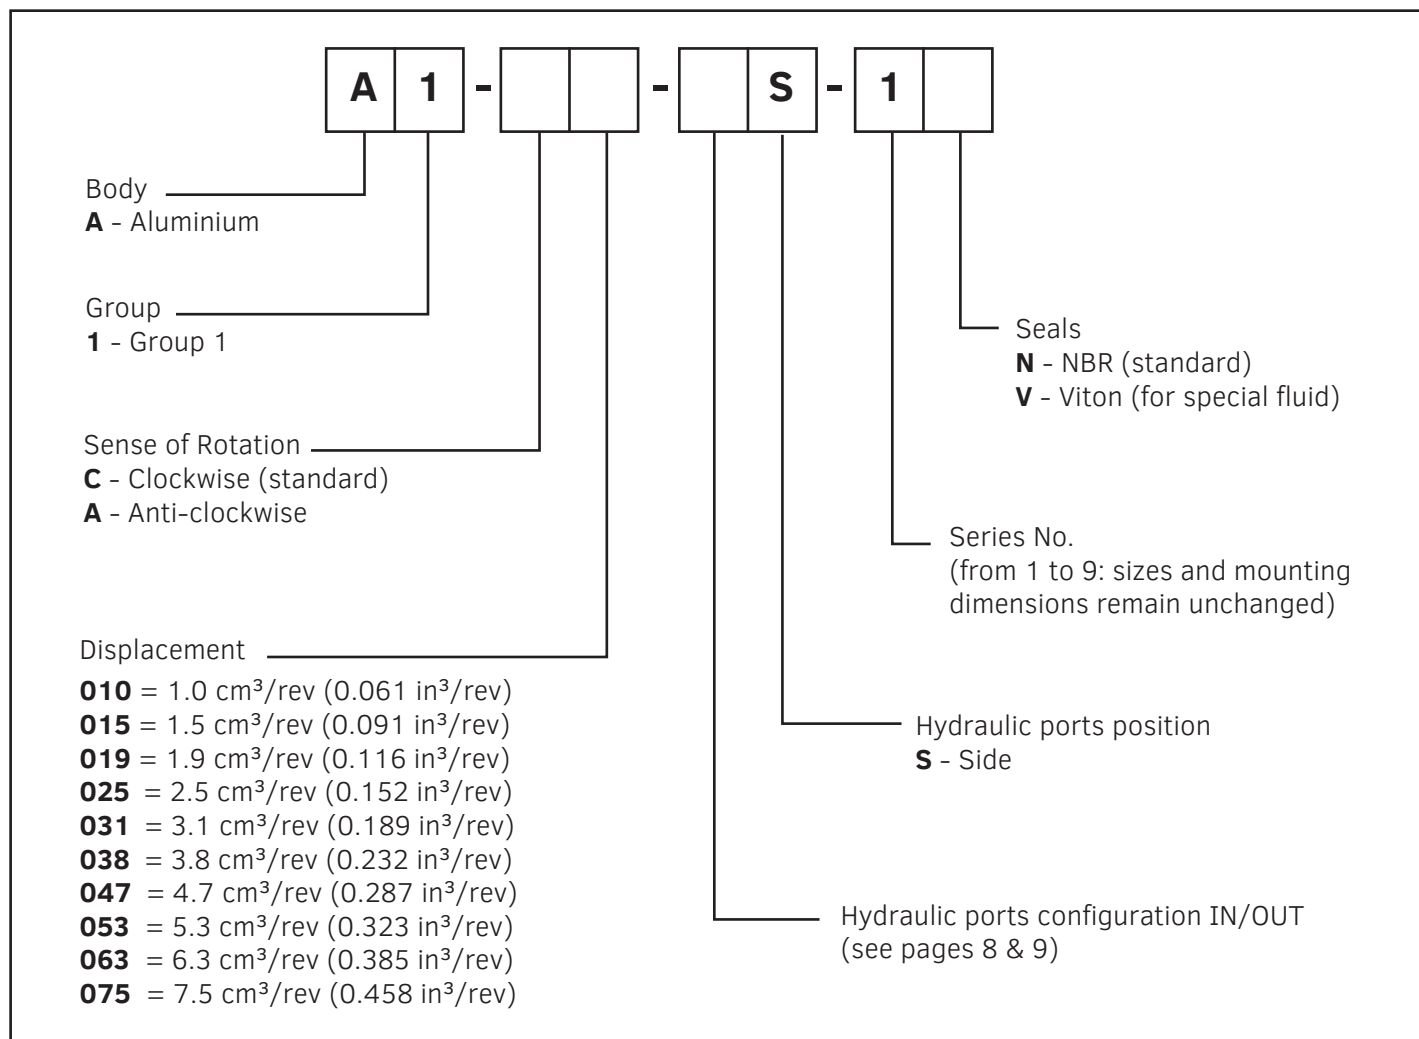 A 1 - - S - 1
Body
A - Aluminium
Group
1 - Group 1
Sense of Rotation
C - Clockwise (standard)
A - Anti-clockwise
Displacement
010 = 1.0 cm³/rev (0.061 in³/rev)
015 = 1.5 cm³/rev (0.091 in³/rev)
019 = 1.9 cm³/rev (0.116 in³/rev)
025 = 2.5 cm³/rev (0.152 in³/rev)
031 = 3.1 cm³/rev (0.189 in³/rev)
038 = 3.8 cm³/rev (0.232 in³/rev)
047 = 4.7 cm³/rev (0.287 in³/rev)
053 = 5.3 cm³/rev (0.323 in³/rev)
063 = 6.3 cm³/rev (0.385 in³/rev)
075 = 7.5 cm³/rev (0.458 in³/rev)
Seals
N - NBR (standard)
V - Viton (for special fluid)
Series No.
(from 1 to 9: sizes and mounting
dimensions remain unchanged)
Hydraulic ports position
S - Side
Hydraulic ports configuration IN/OUT
(see pages 8 & 9)